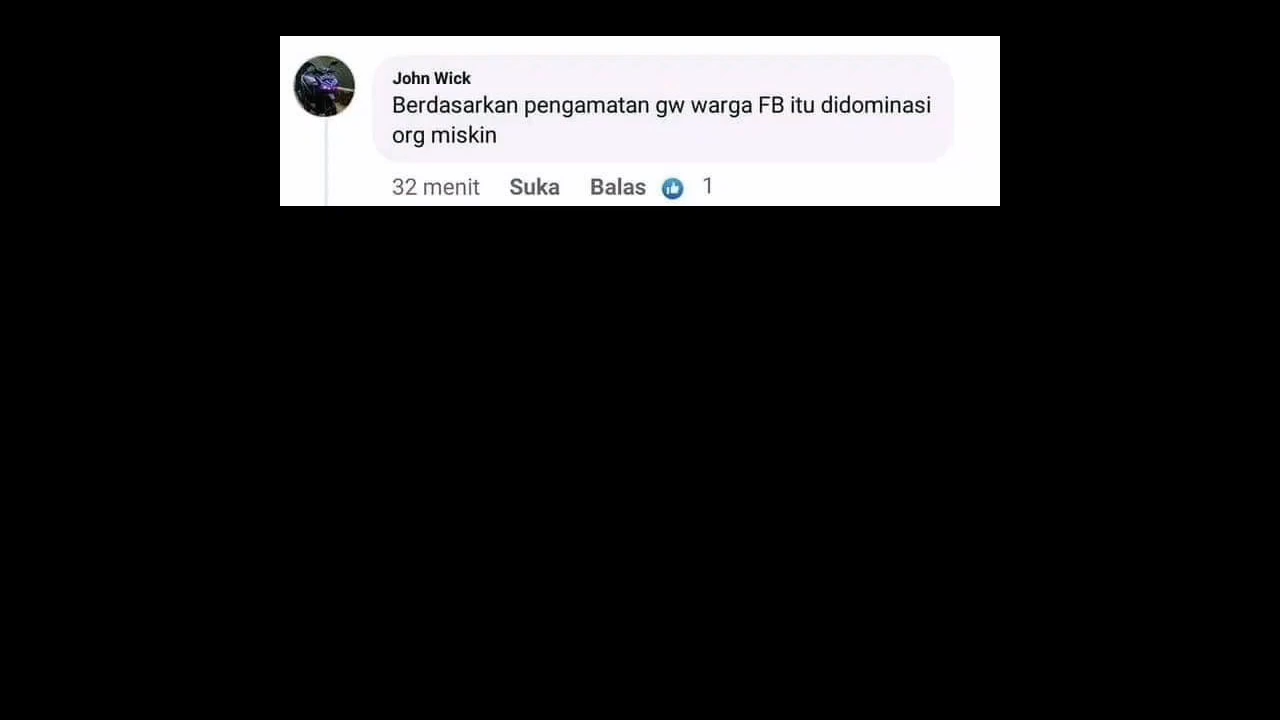 John Wick
Berdasarkan pengamatan gw warga FB itu didominasi
org miskin
32 menit Suka Balas 1